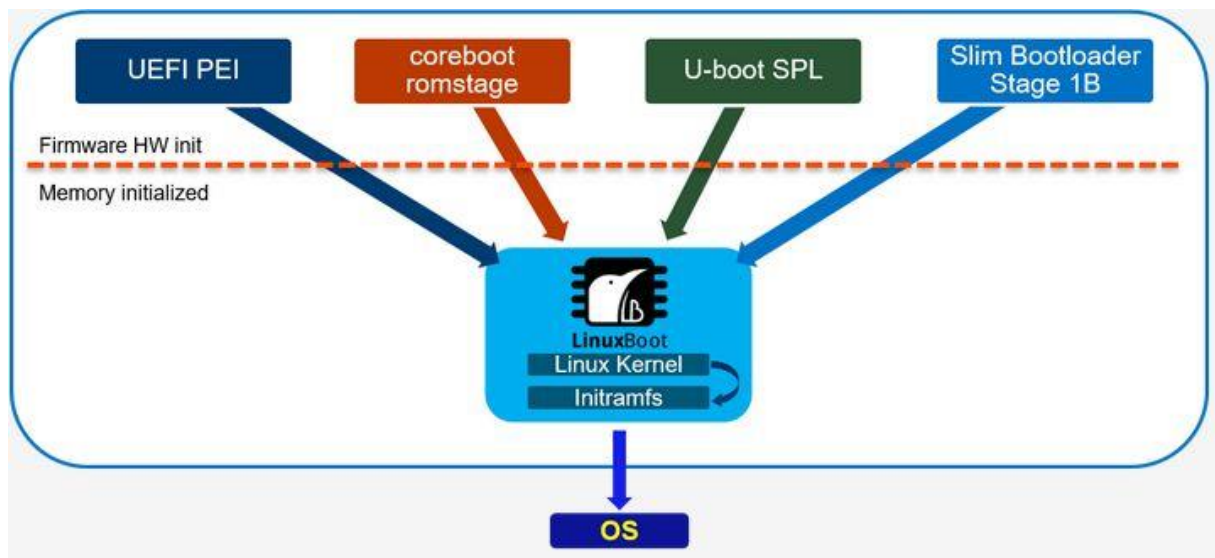 UEFI PEI
coreboot
romstage
U-boot SPL
Slim Bootloader
Stage 1B
Firmware HW init
Memory initialized
LB
LinuxBoot
Linux Kernel
Initramfs
OS